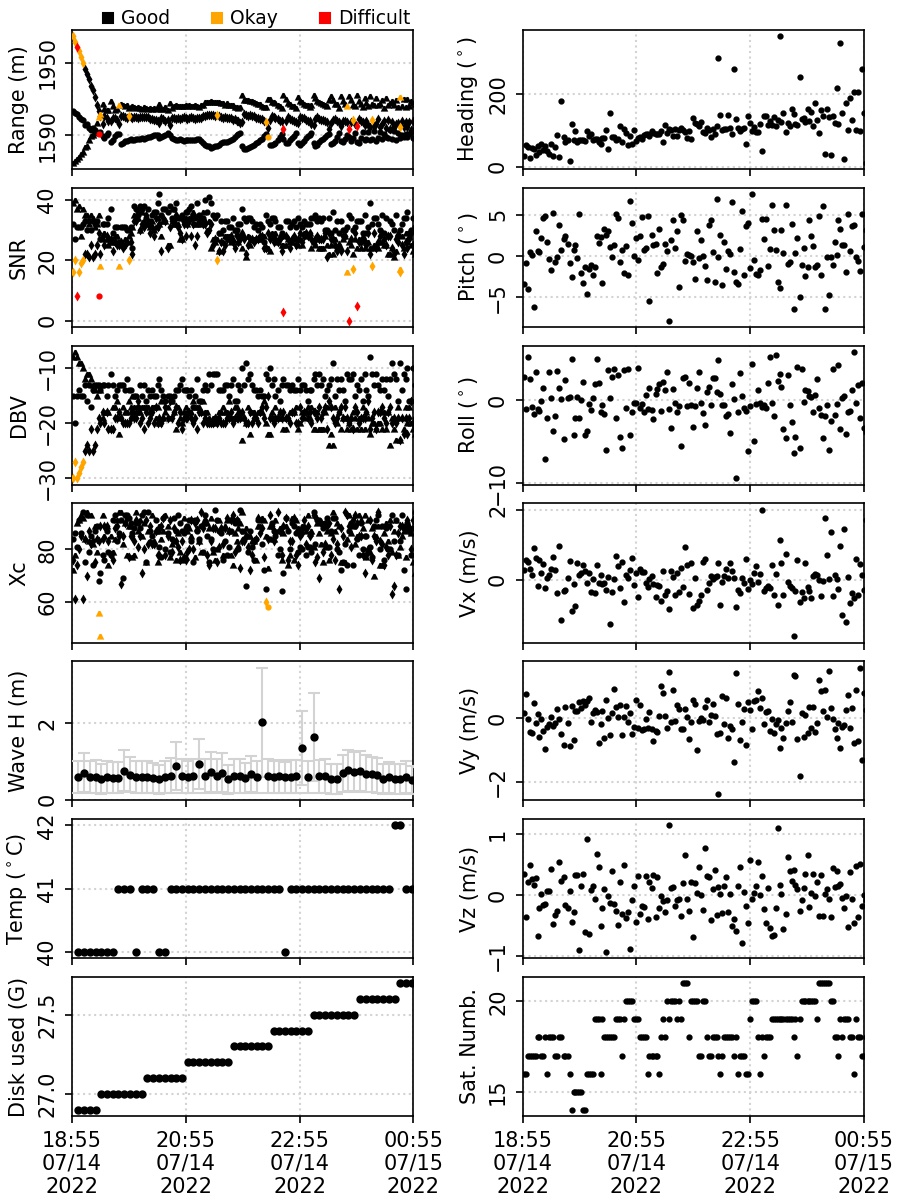 Good Okay Difficult
Range (m)
1950
1590
Heading (°)
200
0
SNR
40
20
0
Pitch (°)
5
0
−5
DBV
−10
−20
−30
Roll (°)
0
−10
Xc
80
60
Vx (m/s)
2
0
Wave H (m)
2
0
Vy (m/s)
0
−2
Temp (°C)
42
41
40
Vz (m/s)
1
0
−1
Disk used (G)
27.5
27.0
Sat. Numb.
20
15
18:55 20:55 22:55 00:55 18:55 20:55 22:55 00:55
07/14 07/14 07/14 07/15 07/14 07/14 07/14 07/15
2022 2022 2022 2022 2022 2022 2022 2022